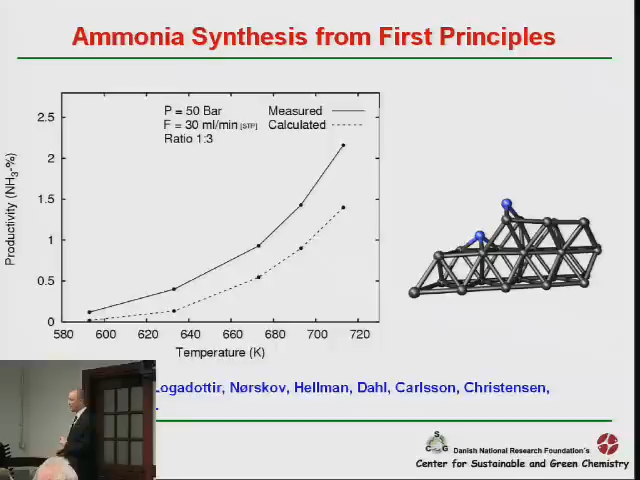 Ammonia Synthesis from First Principles
P = 50 Bar
F = 30 ml/min [STP]
Ratio 1:3
Measured
Calculated
Productivity (NH3-%)
2.5
2
1.5
1
0.5
0
580 600 620 640 660 680 700 720
Temperature (K)
Logadottir, Nørskov, Hellman, Dahl, Carlsson, Christensen,
S
C G
Danish National Research Foundation's
Center for Sustainable and Green Chemistry